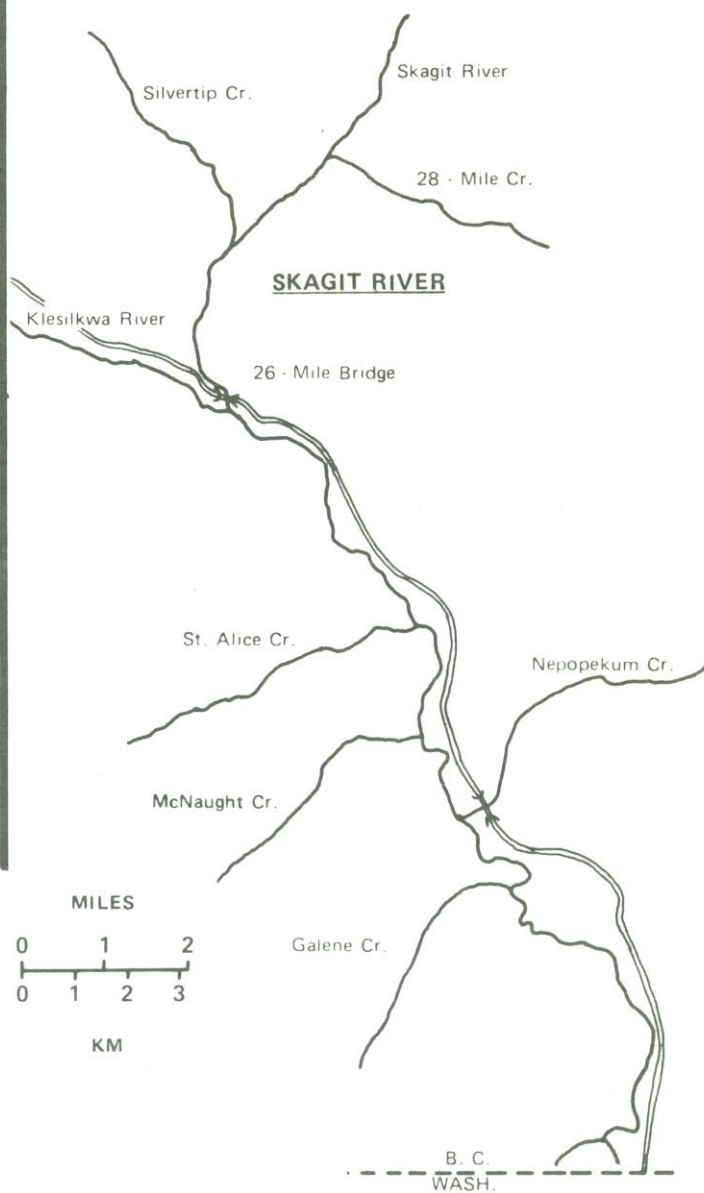 Silvertip Cr.
Skagit River
28 - Mile Cr.
SKAGIT RIVER
Klesilkwa River
26 - Mile Bridge
St. Alice Cr.
Nepopekum Cr.
McNaught Cr.
MILES
0 1 2
0 1 2 3
KM
Galene Cr.
B. C.
WASH.